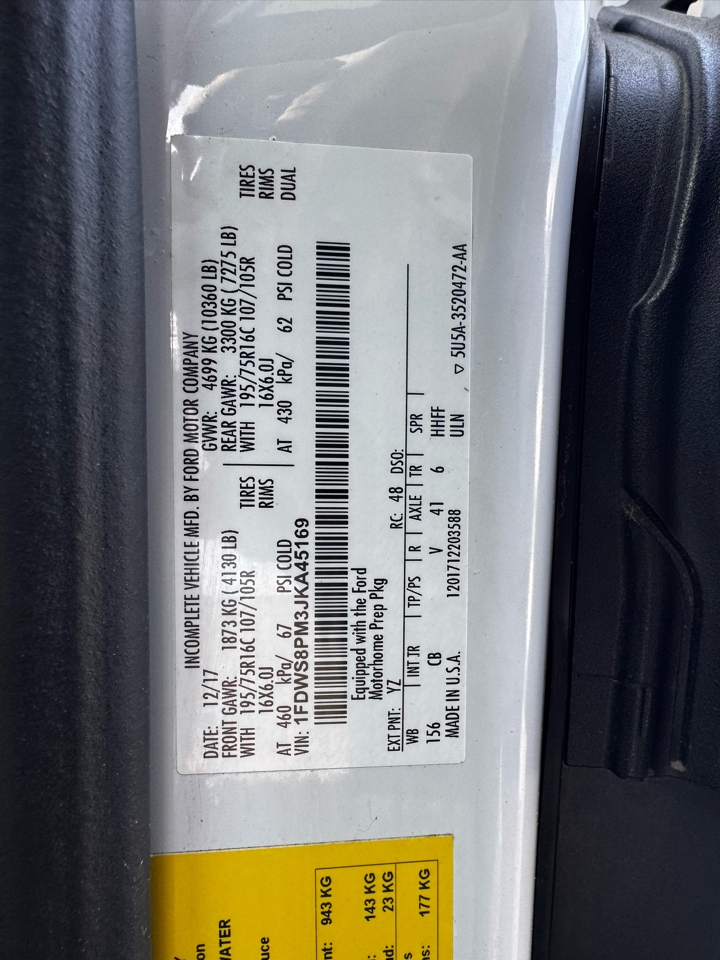 INCOMPLETE VEHICLE MFD. BY FORD MOTOR COMPANY
DATE: 12/17 GVWR: 4699 KG (10360 LB)
FRONT GAWR: 1873 KG ( 4130 LB) REAR GAWR: 3300 KG ( 7275 LB)
WITH 195/75R16C 107/105R TIRES WITH 195/75R16C 107/105R TIRES
16X6.0J RIMS 16X6.0J RIMS
AT 460 kPa/ 67 PSI COLD AT 430 kPa/ 62 PSI COLD DUAL
VIN: 1FDWS8PM3JKA45169
Equipped with the Ford
Motorhome Prep Pkg
EXT PNT: YZ RC: 48 DSO:
WB INT TR TP/PS R AXLE TR SPR
156 CB V 41 6 HHFF
MADE IN U.S.A. 1201712203588 ULN
▽ 5U5A-3520472-AA
on
WATER
uce
nt: 943 KG
: 143 KG
nd: 23 KG
s
ns: 177 KG